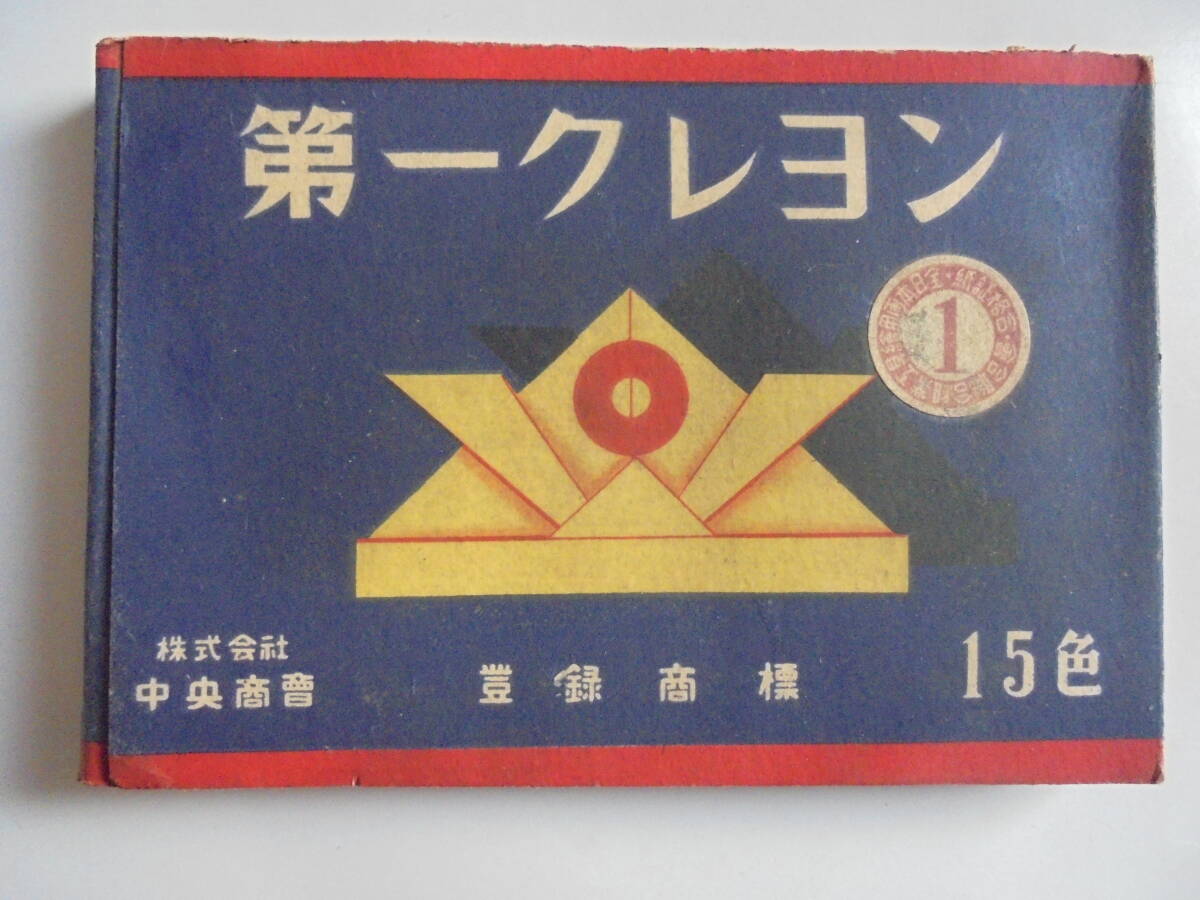 第一クレヨン
1
株式会社
中央商會
登録商標
15色